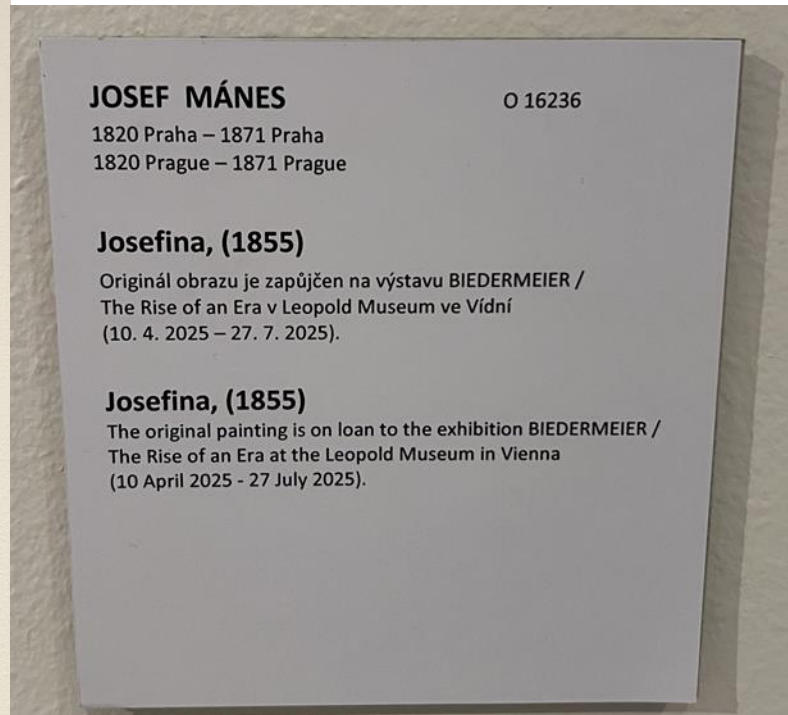 JOSEF MÁNES O 16236
1820 Praha – 1871 Praha
1820 Prague – 1871 Prague
Josefina, (1855)
Originál obrazu je zapůjčen na výstavu BIEDERMEIER /
The Rise of an Era v Leopold Museum ve Vídní
(10. 4. 2025 – 27. 7. 2025).
Josefina, (1855)
The original painting is on loan to the exhibition BIEDERMEIER /
The Rise of an Era at the Leopold Museum in Vienna
(10 April 2025 - 27 July 2025).